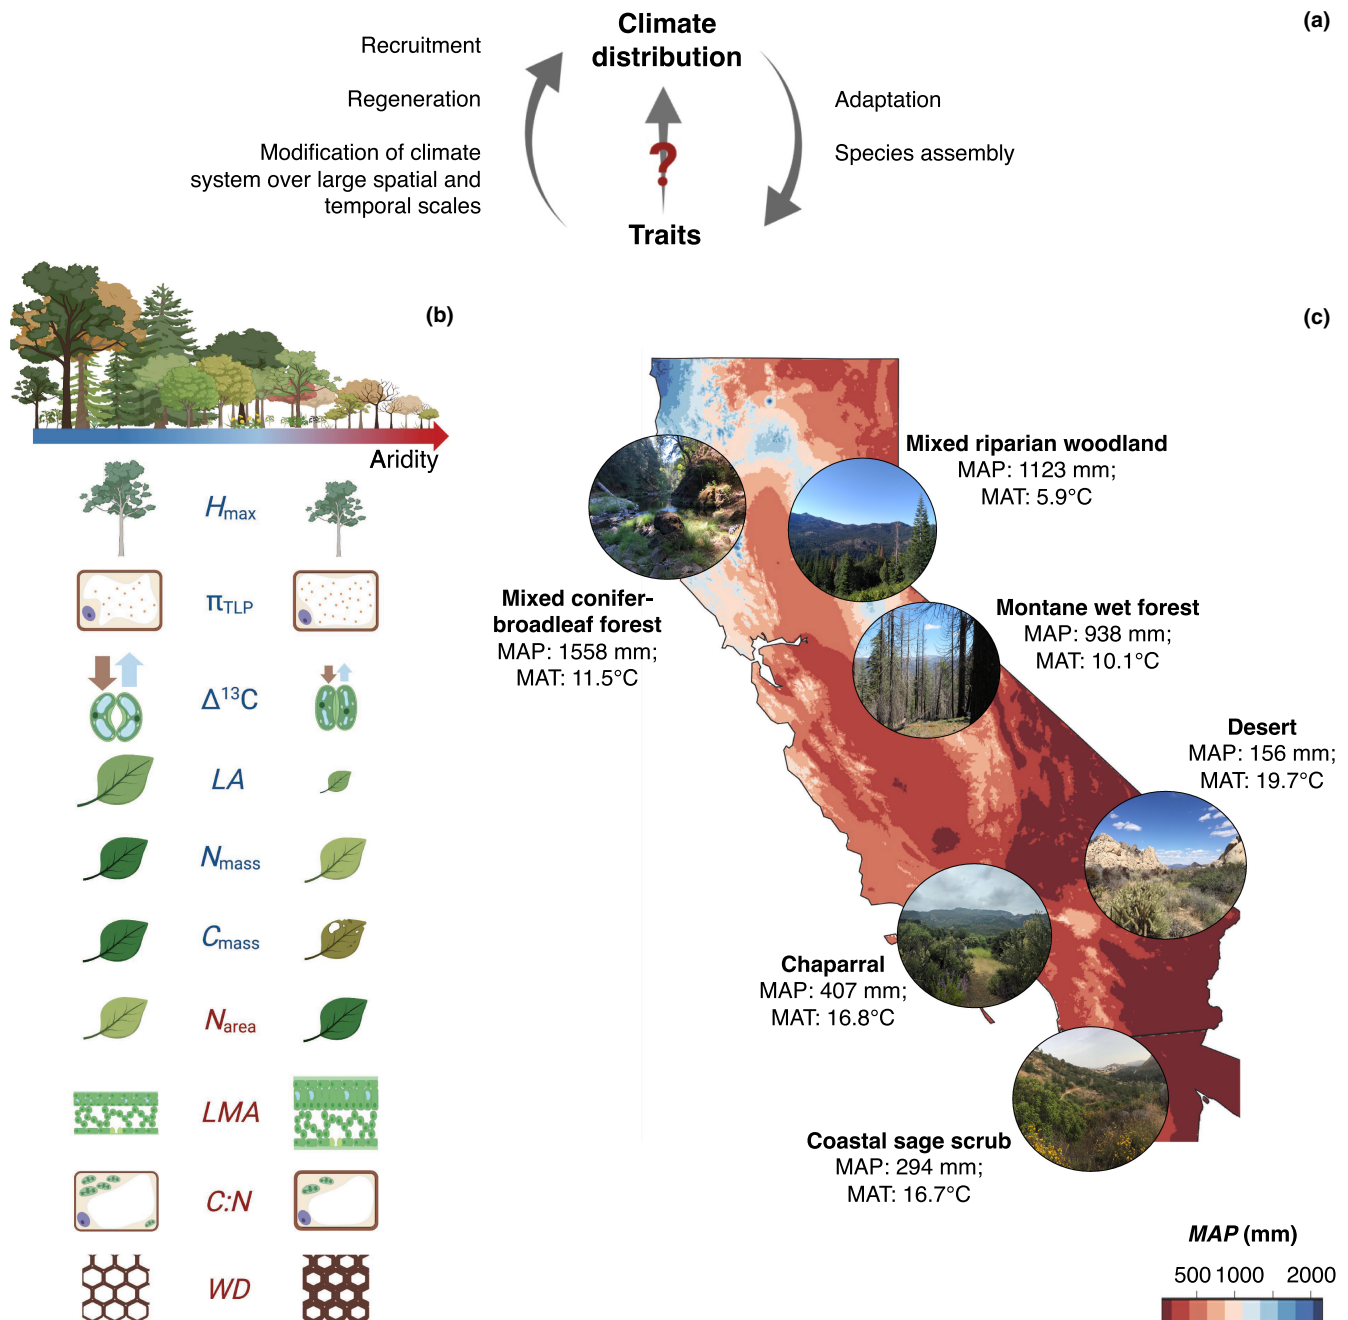 (a)
Climate
distribution
Recruitment
Regeneration
Modification of climate
system over large spatial and
temporal scales
Adaptation
Species assembly
?
Traits
(b)
Aridity
Hmax
πTLP
Δ¹³C
LA
Nmass
Cmass
Narea
LMA
C:N
WD
(c)
Mixed riparian woodland
MAP: 1123 mm;
MAT: 5.9°C
Mixed conifer-
broadleaf forest
MAP: 1558 mm;
MAT: 11.5°C
Montane wet forest
MAP: 938 mm;
MAT: 10.1°C
Desert
MAP: 156 mm;
MAT: 19.7°C
Chaparral
MAP: 407 mm;
MAT: 16.8°C
Coastal sage scrub
MAP: 294 mm;
MAT: 16.7°C
MAP (mm)
500 1000 2000